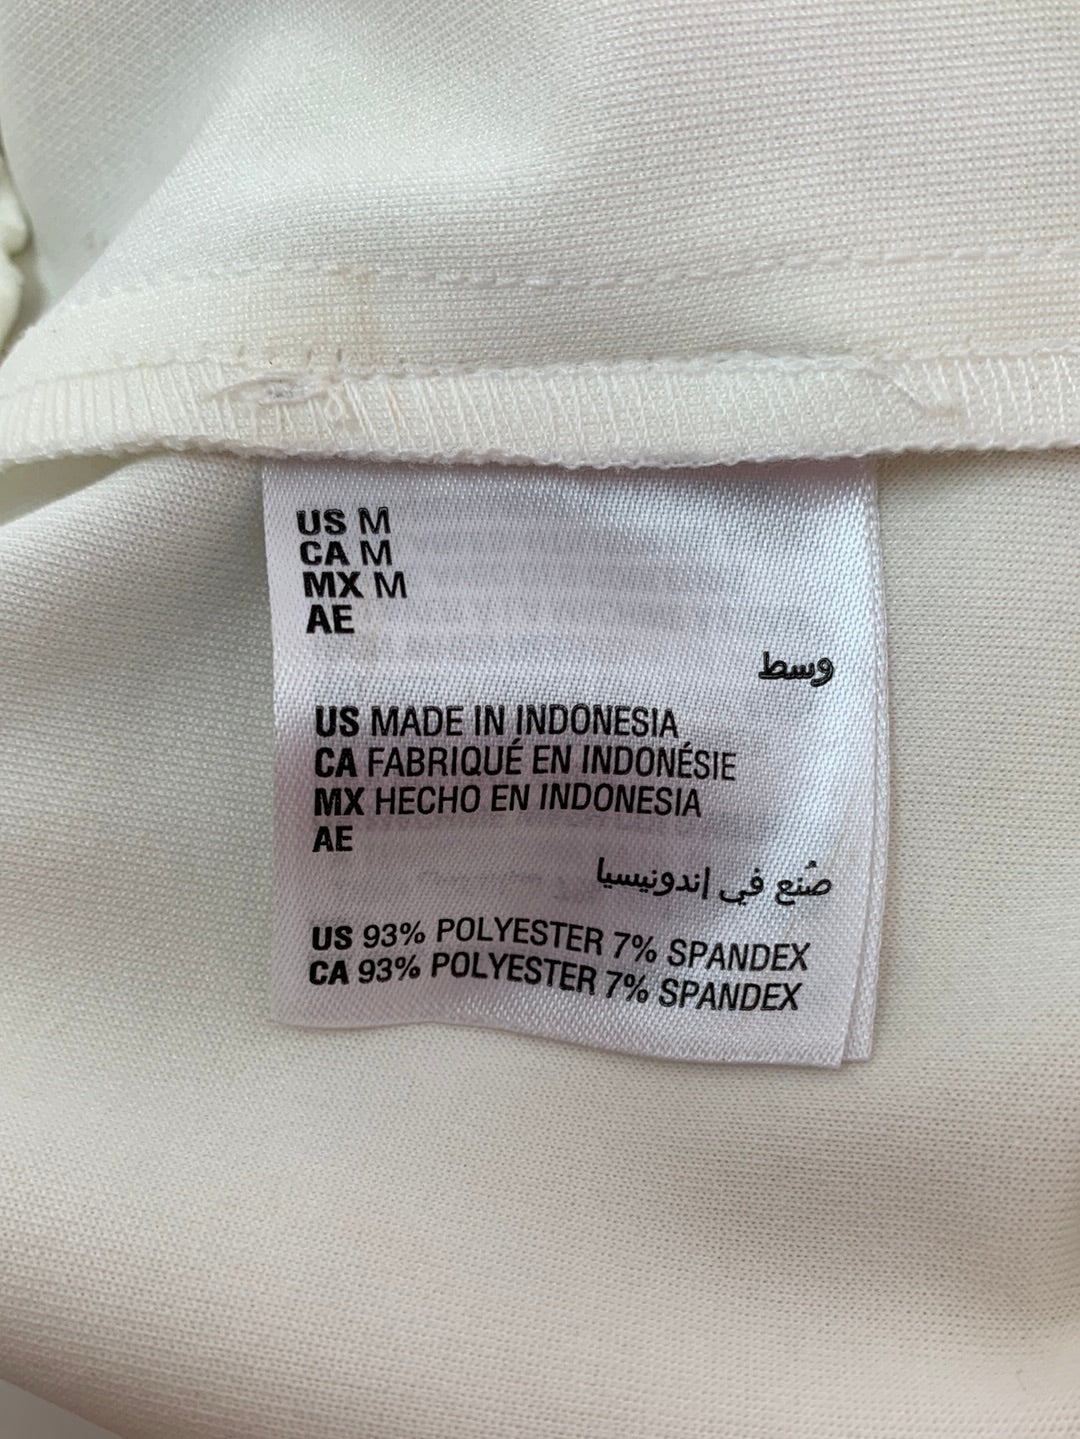 US M
CA M
MX M
AE
وسط
US MADE IN INDONESIA
CA FABRIQUÉ EN INDONÉSIE
MX HECHO EN INDONESIA
AE
صُنع في إندونيسيا
US 93% POLYESTER 7% SPANDEX
CA 93% POLYESTER 7% SPANDEX